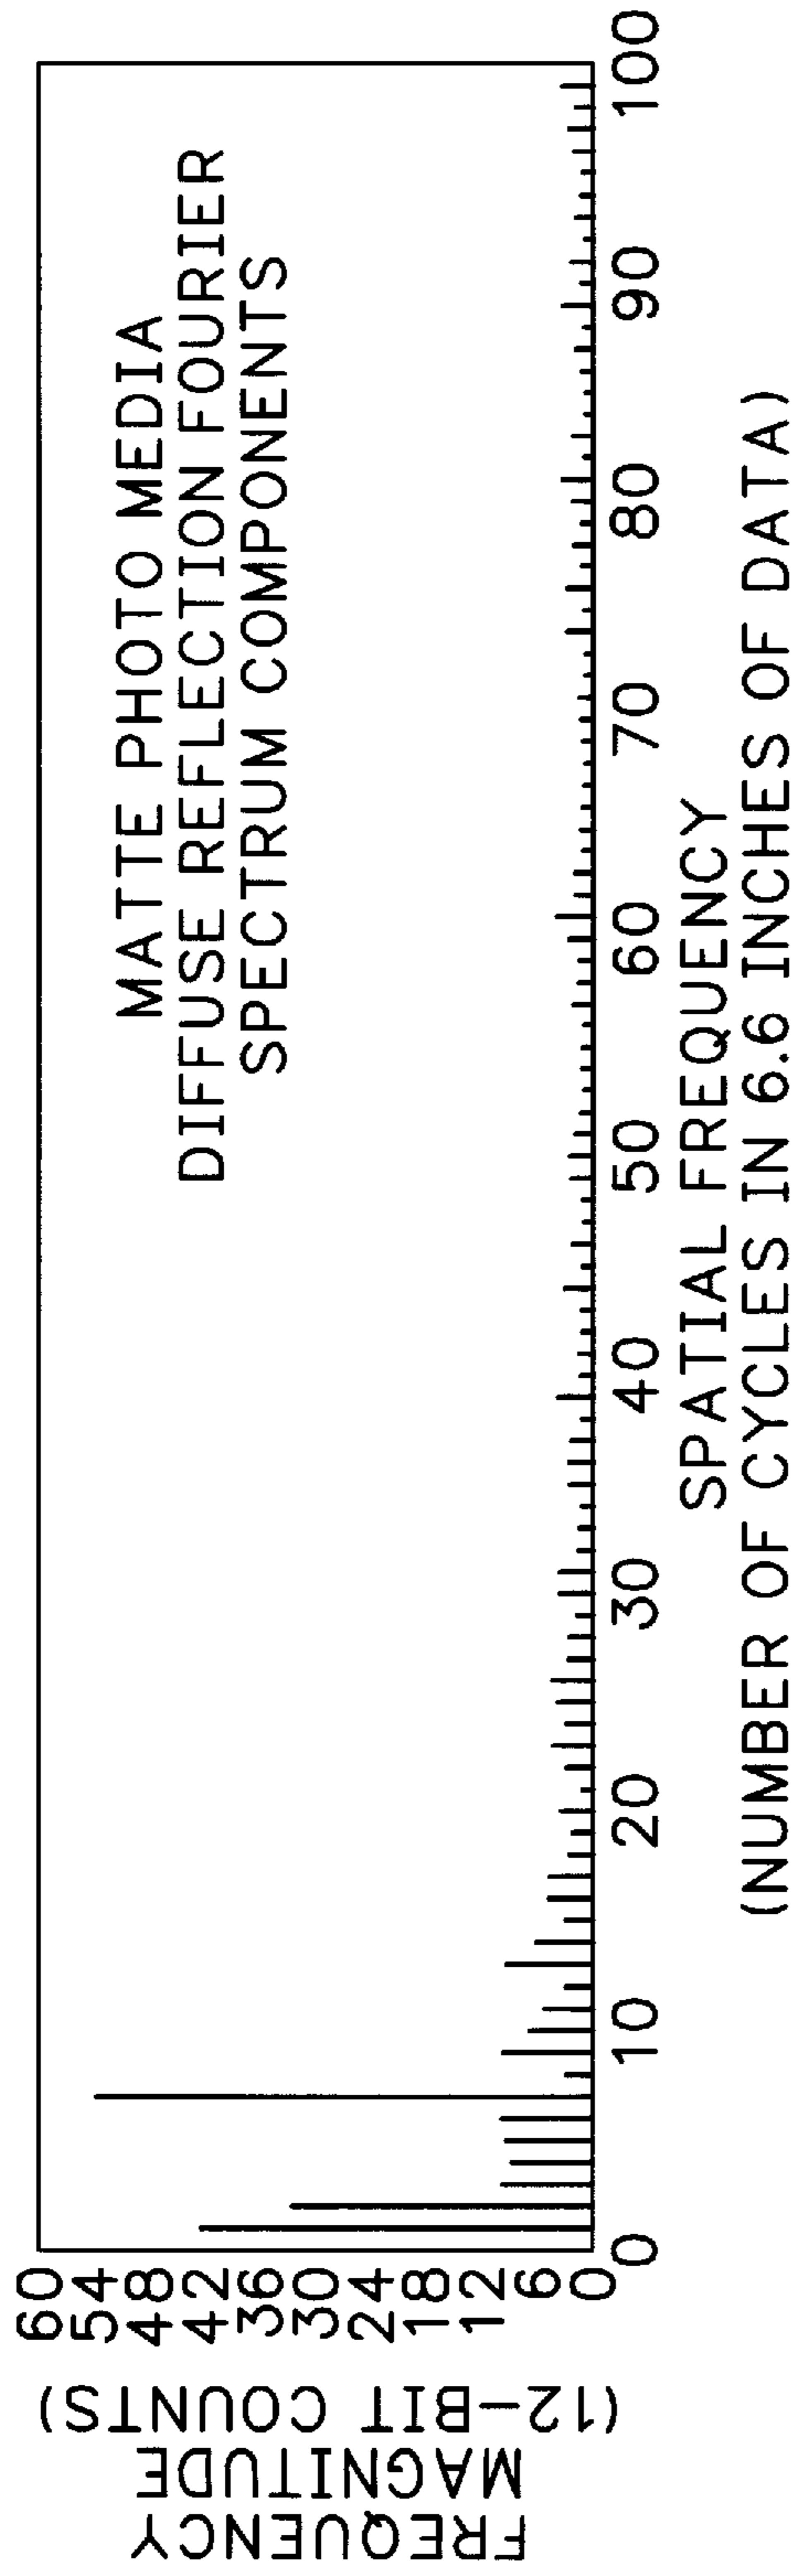 MATTE PHOTO MEDIA
DIFFUSE REFLECTION FOURIER
SPECTRUM COMPONENTS
FREQUENCY
MAGNITUDE
(12-BIT COUNTS)
60
54
48
42
36
30
24
18
12
6
0
0 10 20 30 40 50 60 70 80 90 100
SPATIAL FREQUENCY
(NUMBER OF CYCLES IN 6.6 INCHES OF DATA)